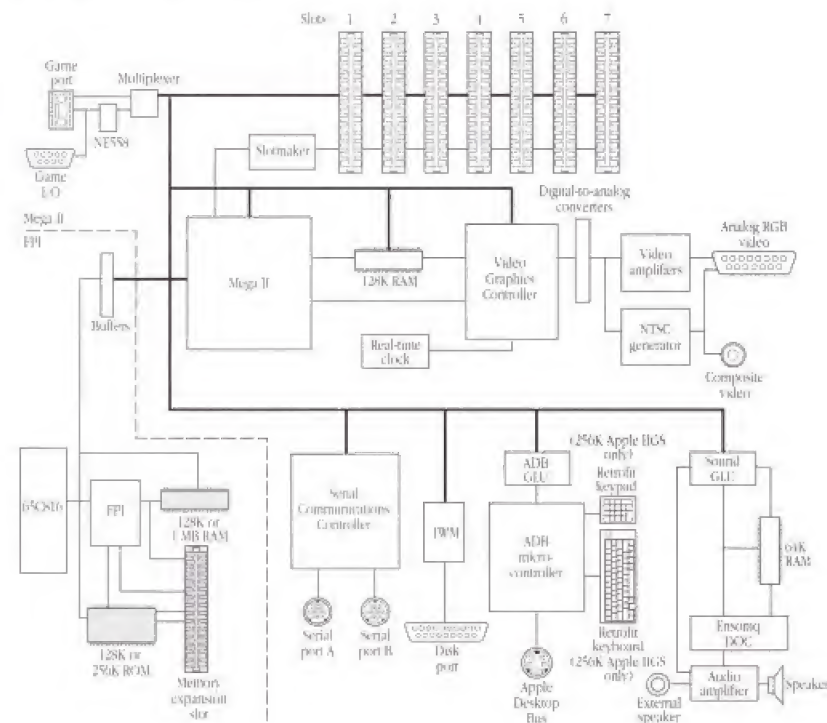 Slots 1 2 3 4 5 6 7
Game
port
Multiplexer
NE558
Game
I/O
Slotmaker
Mega II
FPI
Digital-to-analog
converters
Analog RGB
video
Mega II
128K RAM
Video
Graphics
Controller
Video
amplifiers
Buffers
Real-time
clock
NTSC
generator
Composite
video
(256K Apple IIGS
only)
65C816
FPI
128K or
1 MB RAM
Serial
Communications
Controller
IWM
ADB
GLU
Retrofit
keypad
Sound
GLU
ADB
micro-
controller
64K
RAM
128K or
256K ROM
Serial
port A
Serial
port B
Disk
port
Retrofit
keyboard
(256K Apple IIGS
only)
Ensoniq
DOC
Memory
expansion
slot
Apple
Desktop
Bus
External
speaker
Audio
amplifier
Speaker